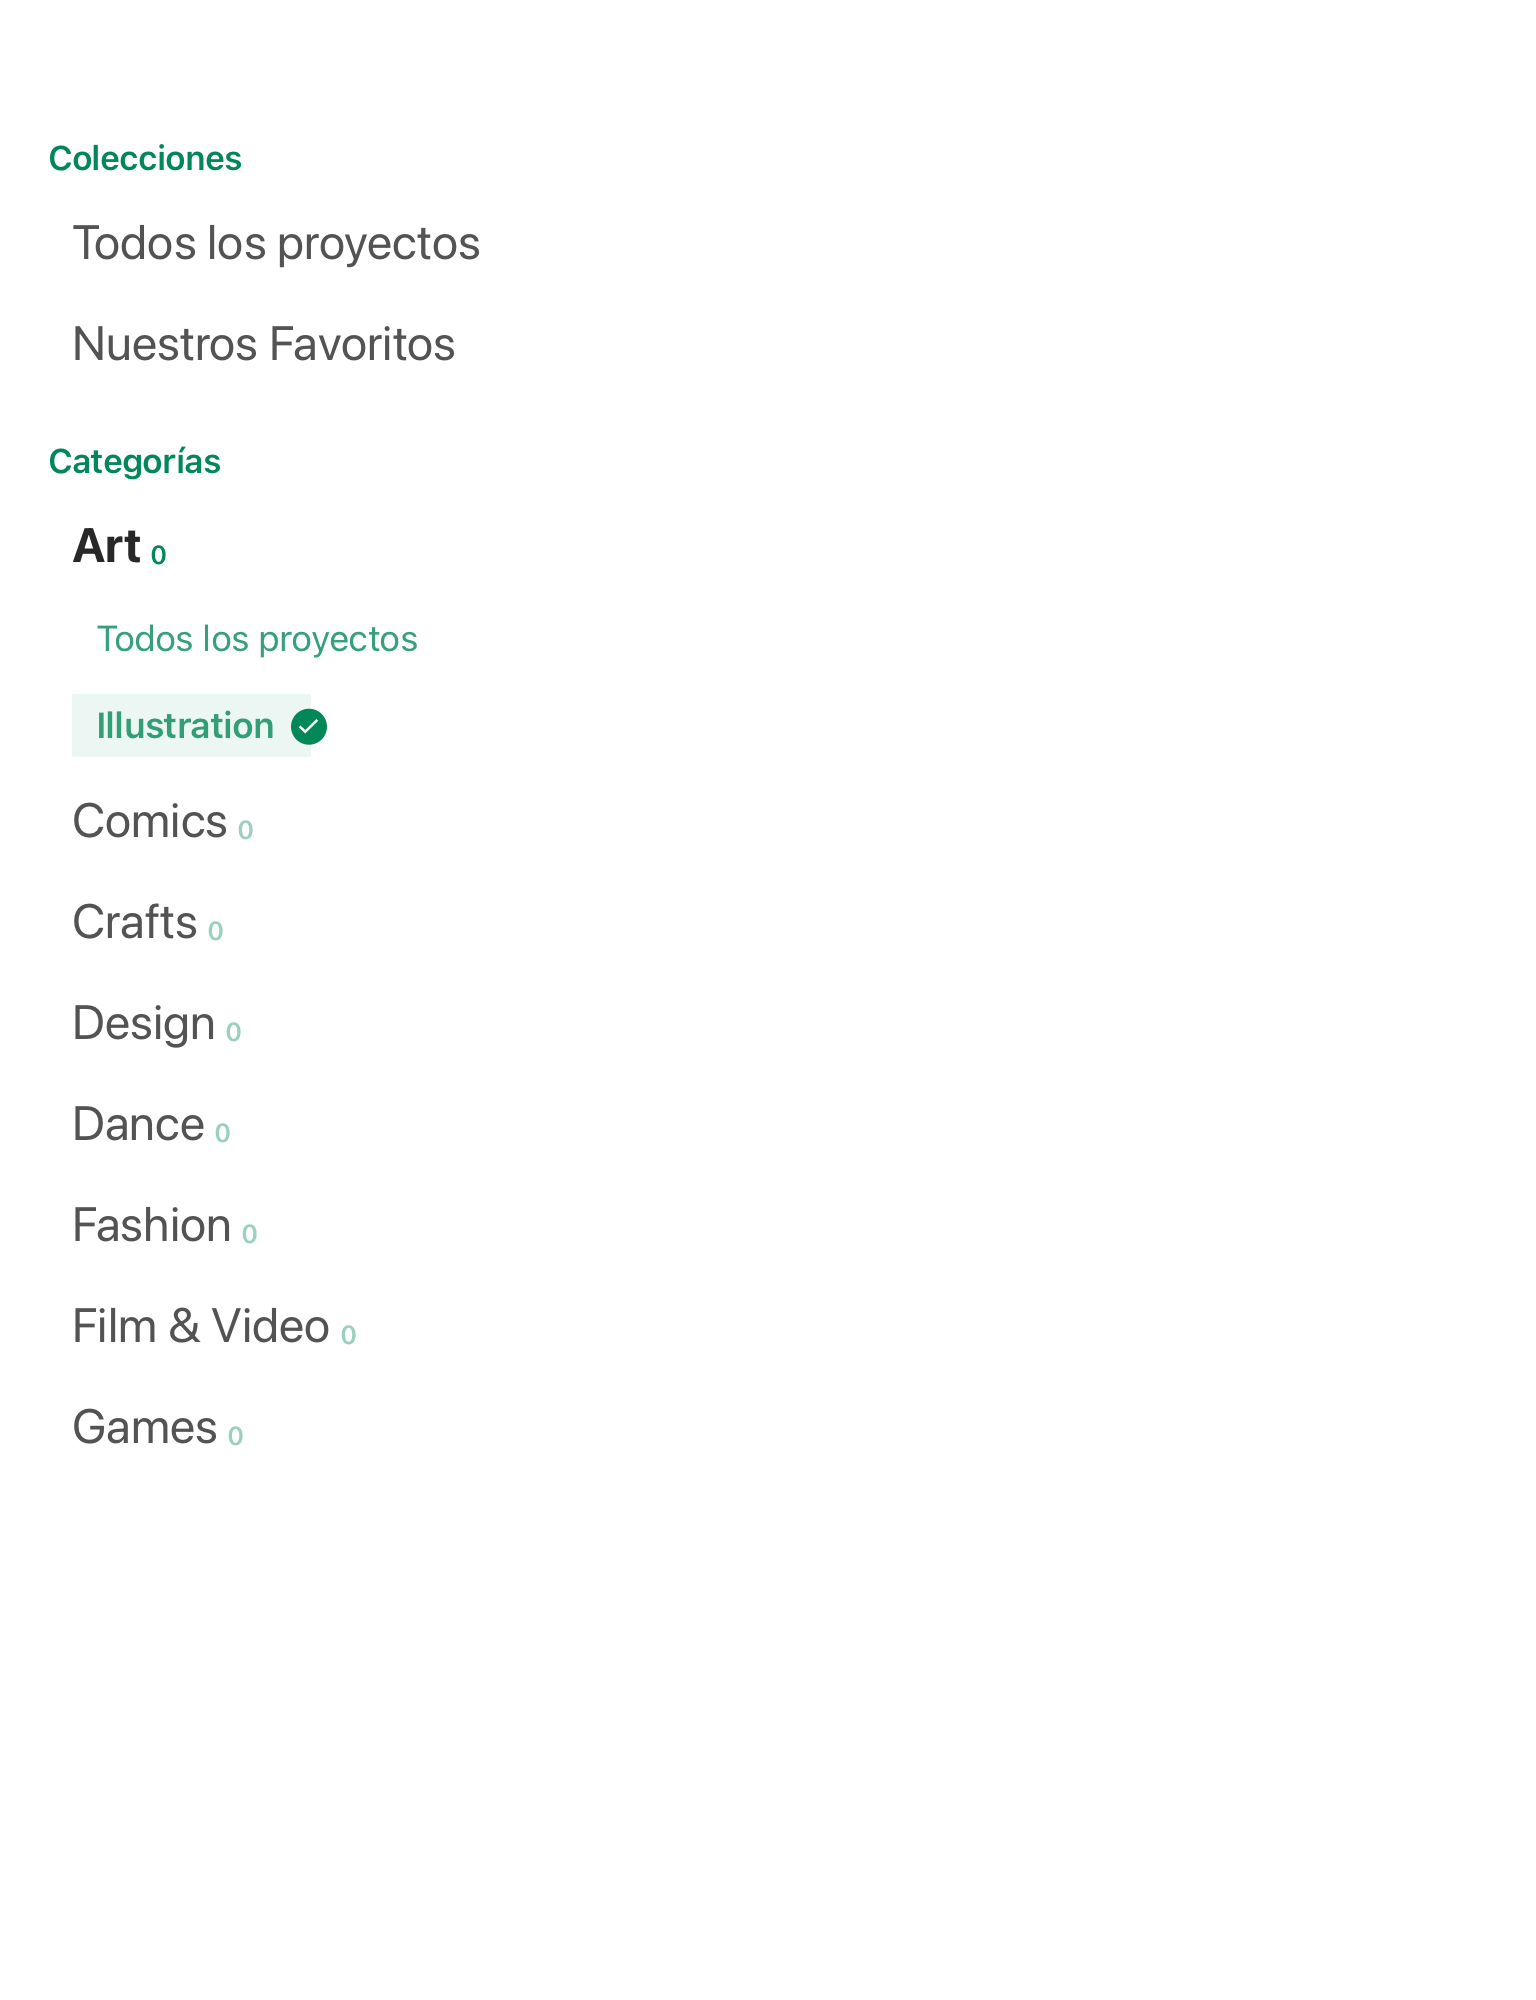 Colecciones
Todos los proyectos
Nuestros Favoritos
Categorías
Art 0
Todos los proyectos
Illustration
Comics 0
Crafts 0
Design 0
Dance 0
Fashion 0
Film & Video 0
Games 0